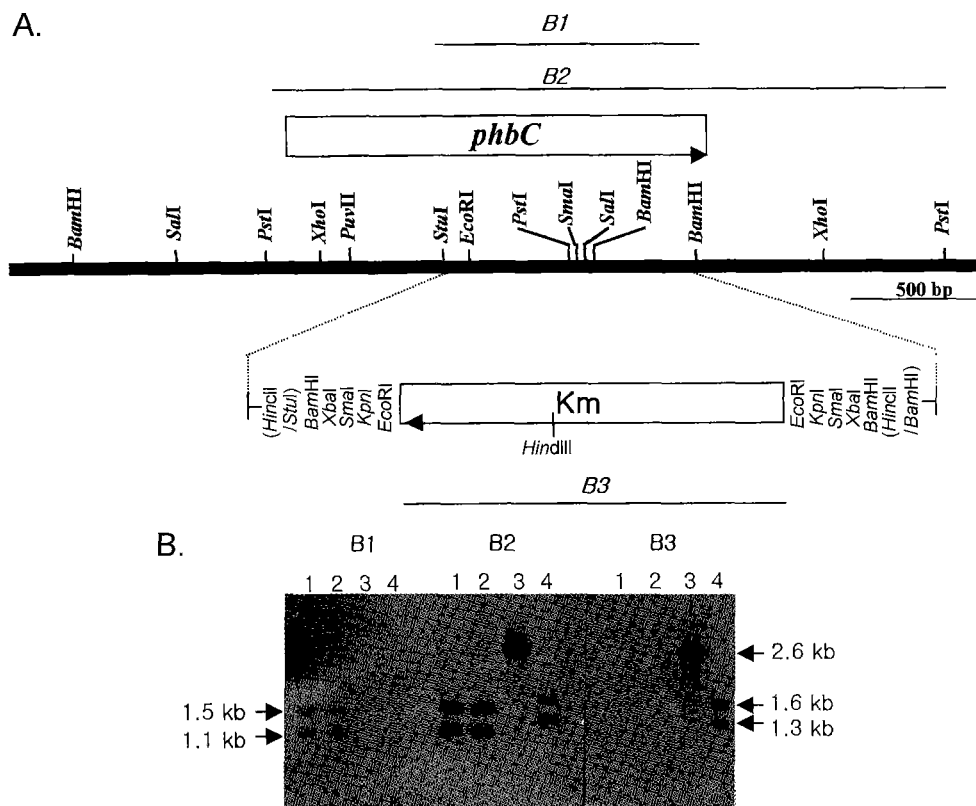 A.
B1
B2
phbC
BamHI
SalI
PstI
XhoI
PuvII
StuI
EcoRI
PstI
SmaI
SalI
BamHI
BamHI
XhoI
PstI
500 bp
(HincII
/StuI)
BamHI
XbaI
SmaI
KpnI
EcoRI
Km
HindIII
EcoRI
KpnI
SmaI
XbaI
BamHI
(HincII
/BamHI)
B3
B.
B1 B2 B3
1 2 3 4 1 2 3 4 1 2 3 4
2.6 kb
1.5 kb
1.6 kb
1.1 kb
1.3 kb